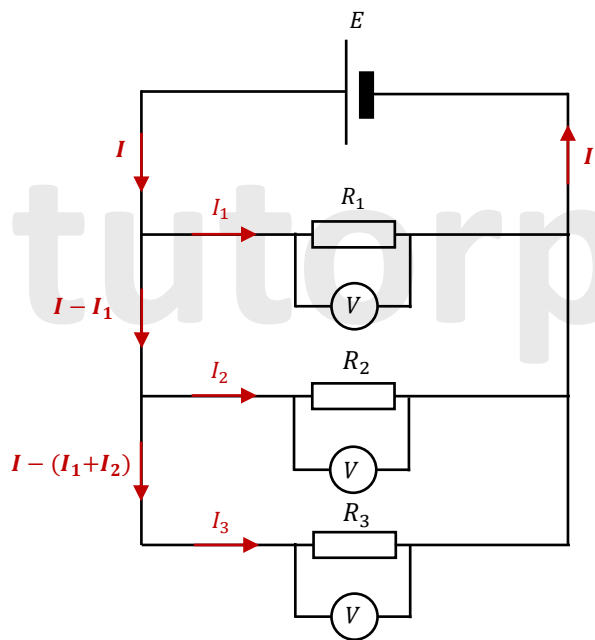 E
I
I
I₁
R₁
V
I − I₁
I₂
R₂
V
I − (I₁+I₂)
I₃
R₃
V
tutorp